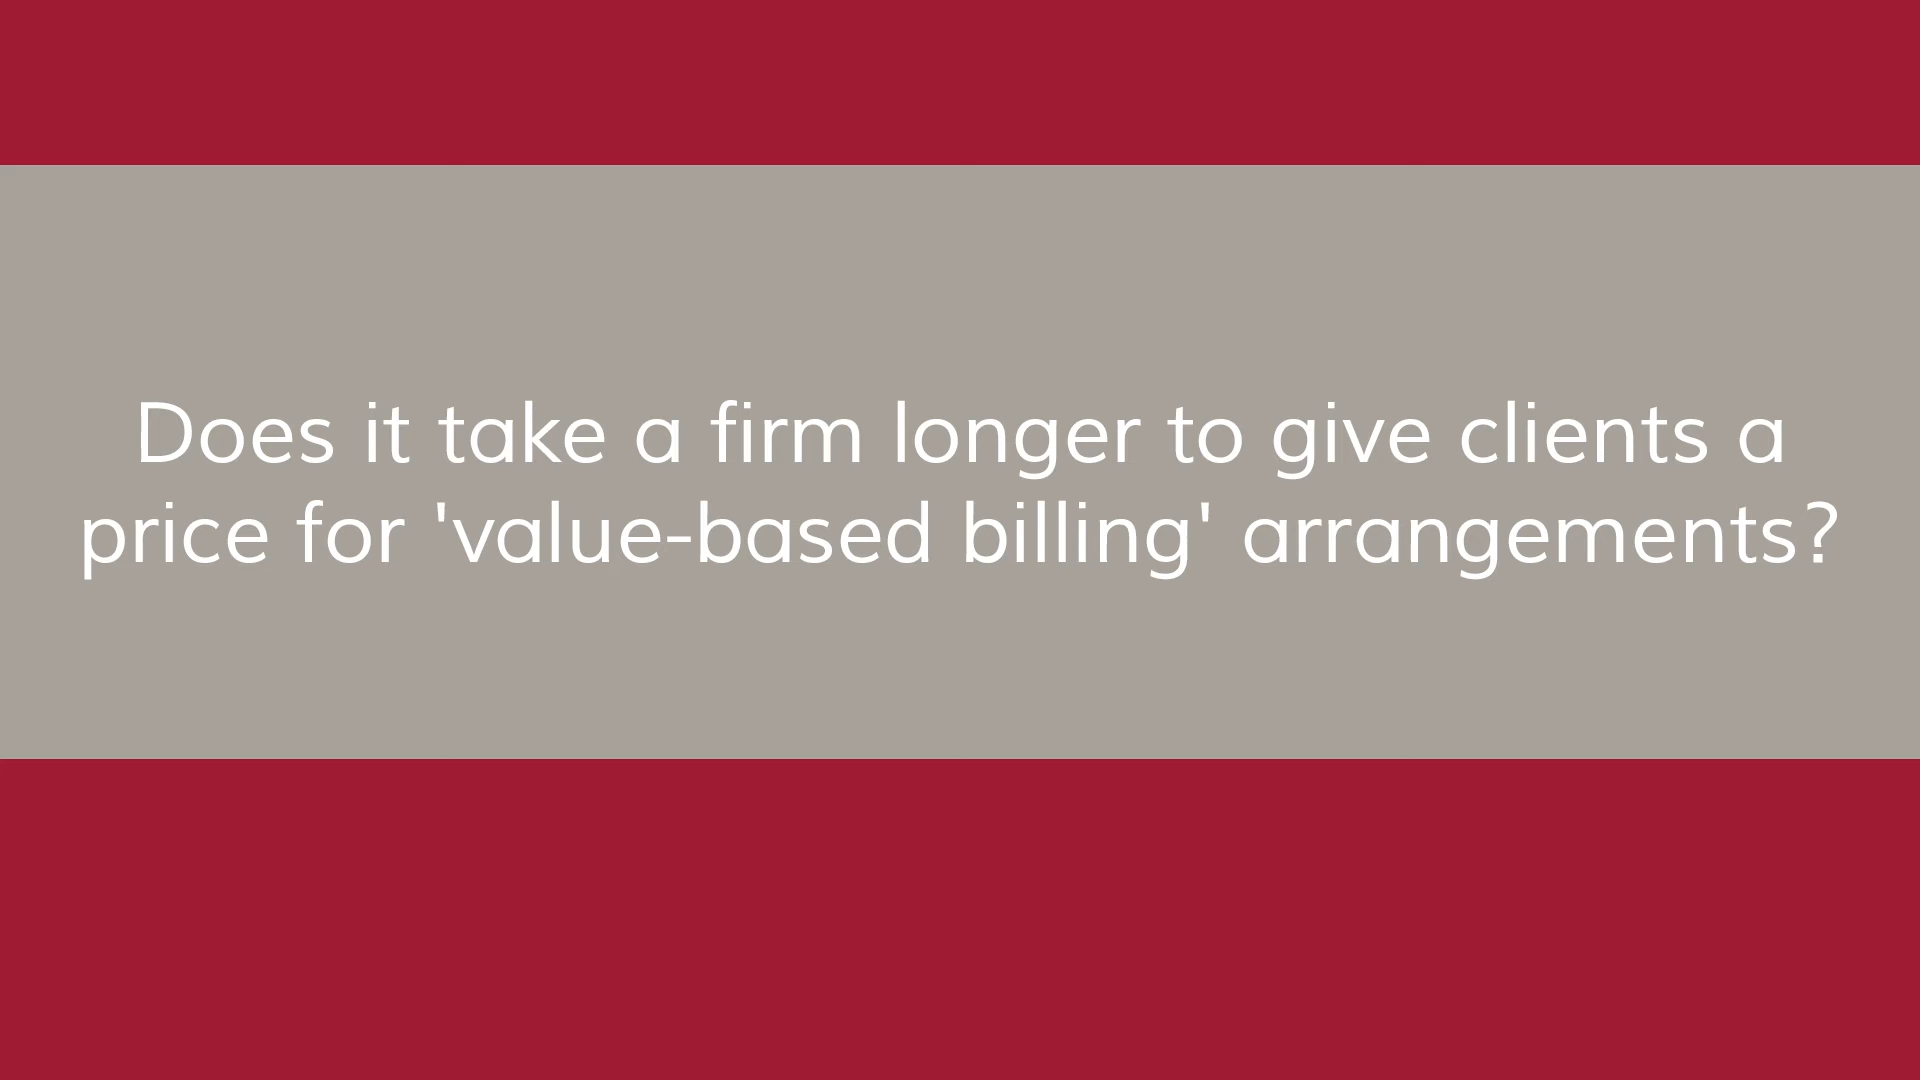 Does it take a firm longer to give clients a
price for 'value-based billing' arrangements?